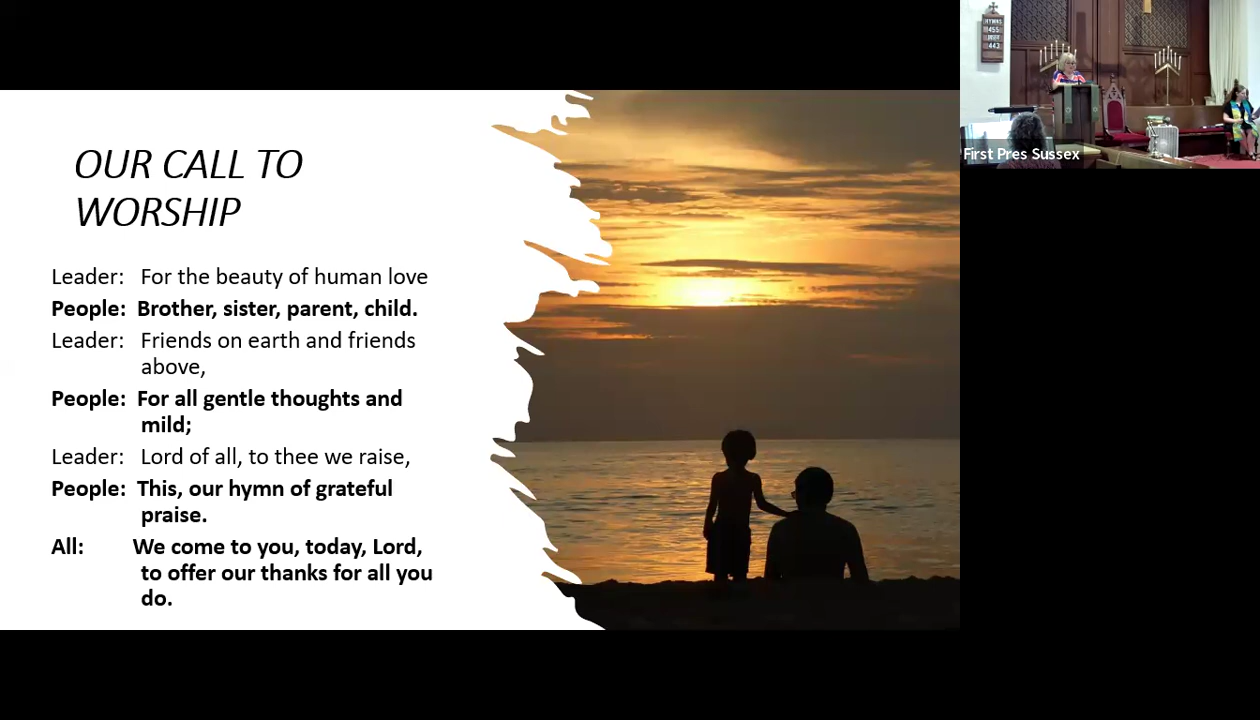 OUR CALL TO
WORSHIP
Leader: For the beauty of human love
People: Brother, sister, parent, child.
Leader: Friends on earth and friends
above,
People: For all gentle thoughts and
mild;
Leader: Lord of all, to thee we raise,
People: This, our hymn of grateful
praise.
All: We come to you, today, Lord,
to offer our thanks for all you
do.
HYMNS
455
443
First Pres Sussex